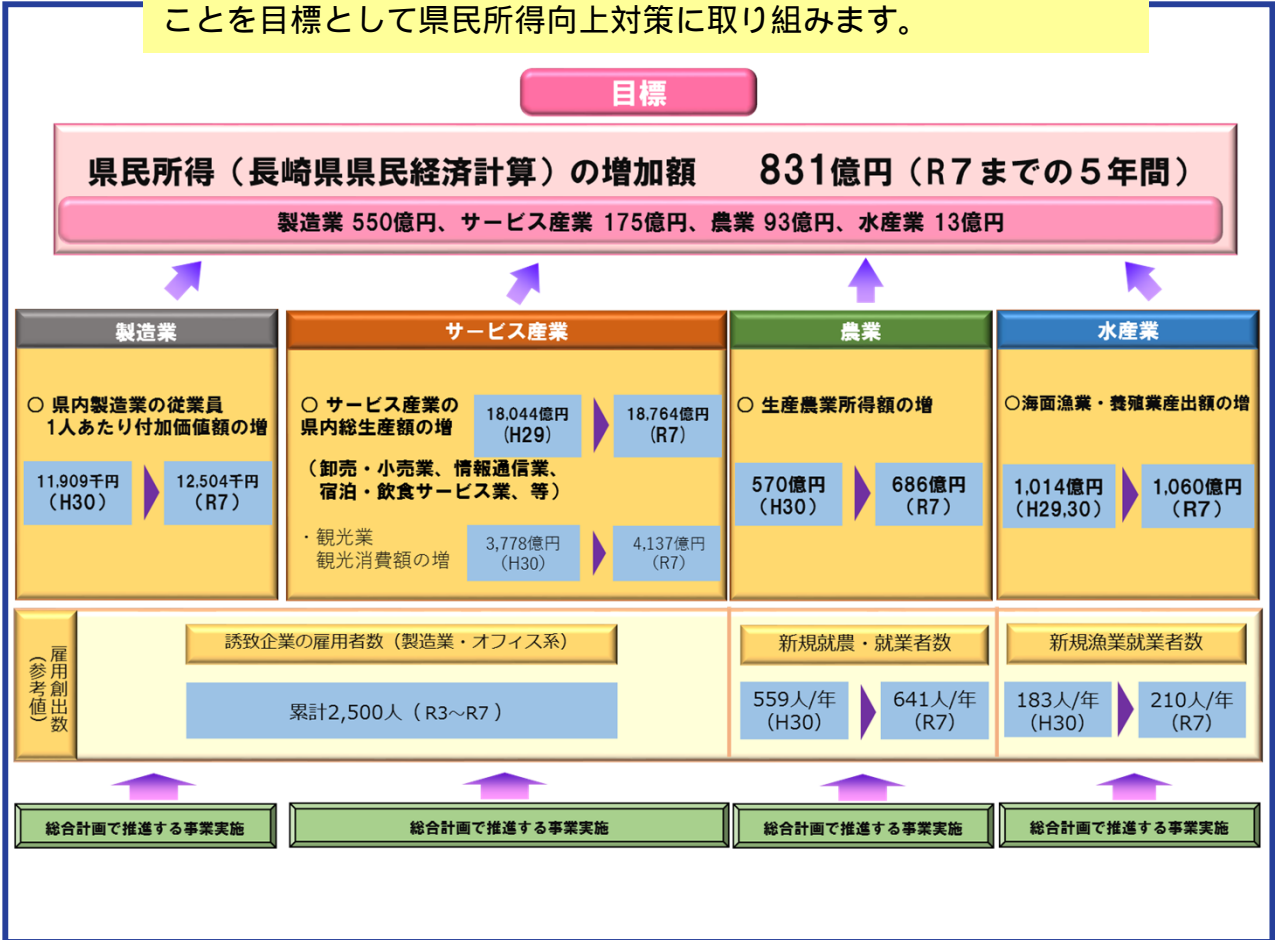 ことを目標として県民所得向上対策に取り組みます。
目標
県民所得（長崎県県民経済計算）の増加額　831億円（R7までの5年間）
製造業 550億円、サービス産業 175億円、農業 93億円、水産業 13億円
製造業
○ 県内製造業の従業員
1人あたり付加価値額の増
11,909千円
（H30）
12,504千円
（R7）
サービス産業
○ サービス産業の
県内総生産額の増
18,044億円
（H29）
18,764億円
（R7）
（卸売・小売業、情報通信業、
宿泊・飲食サービス業、等）
・観光業
観光消費額の増
3,778億円
（H30）
4,137億円
（R7）
農業
○ 生産農業所得額の増
570億円
（H30）
686億円
（R7）
水産業
○海面漁業・養殖業産出額の増
1,014億円
（H29,30）
1,060億円
（R7）
雇用創出数
（参考値）
誘致企業の雇用者数（製造業・オフィス系）
累計2,500人（R3～R7）
新規就農・就業者数
559人/年
（H30）
641人/年
（R7）
新規漁業就業者数
183人/年
（H30）
210人/年
（R7）
総合計画で推進する事業実施
総合計画で推進する事業実施
総合計画で推進する事業実施
総合計画で推進する事業実施